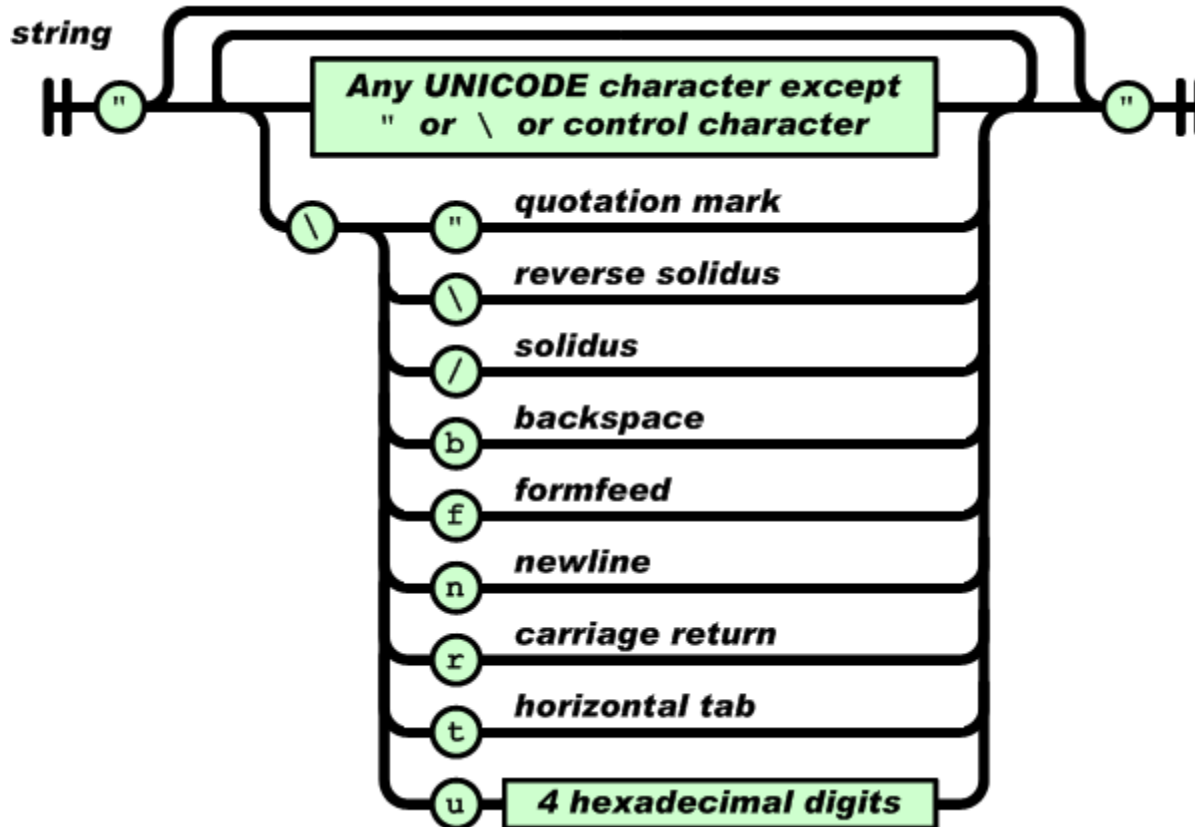 string
"
Any UNICODE character except
" or \ or control character
"
\
" quotation mark
\ reverse solidus
/ solidus
b backspace
f formfeed
n newline
r carriage return
t horizontal tab
u 4 hexadecimal digits